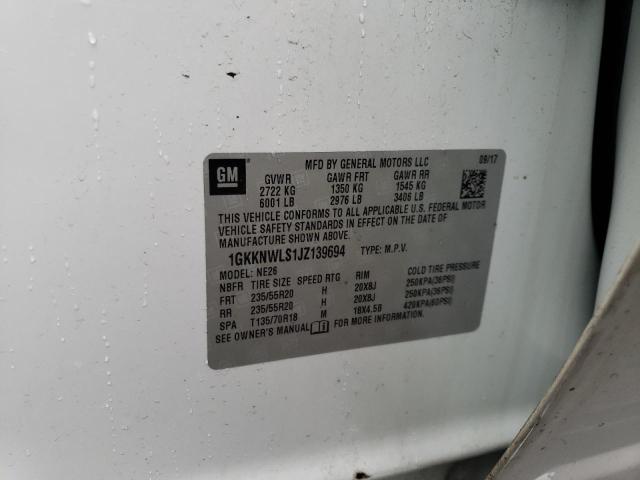 GM
MFD BY GENERAL MOTORS LLC 09/17
GVWR GAWR FRT GAWR RR
2722 KG 1350 KG 1545 KG
6001 LB 2976 LB 3406 LB
THIS VEHICLE CONFORMS TO ALL APPLICABLE U.S. FEDERAL MOTOR
VEHICLE SAFETY STANDARDS IN EFFECT ON THE DATE OF
MANUFACTURE SHOWN ABOVE.
1GKKNWLS1JZ139694 TYPE: M.P.V.
MODEL: NE26
NBFR TIRE SIZE SPEED RTG RIM COLD TIRE PRESSURE
FRT 235/55R20 H 20X8J 250KPA(36PSI)
RR 235/55R20 H 20X8J 250KPA(36PSI)
SPA T135/70R18 M 18X4.5B 420KPA(60PSI)
SEE OWNER'S MANUAL FOR MORE INFORMATION.